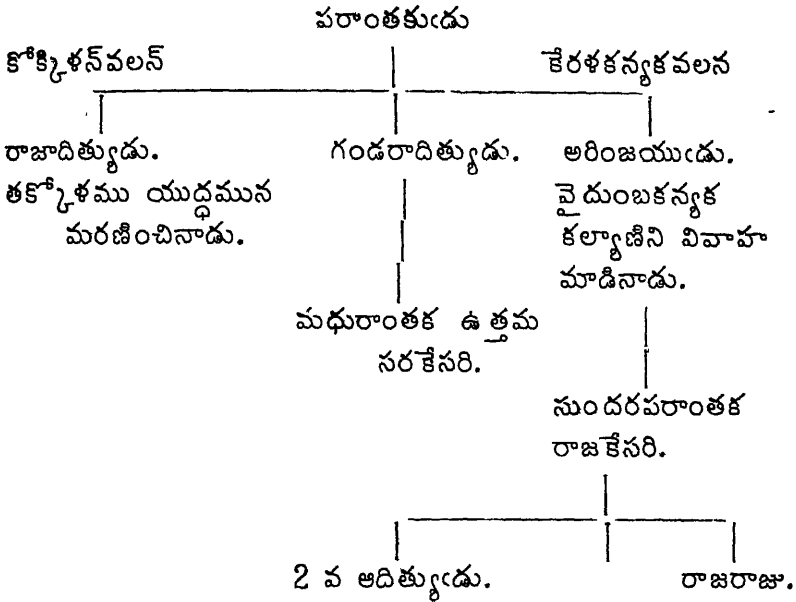 పరాంతకుఁడు
కోక్కిళన్‌వలన్ కేరళకన్యకవలన
రాజాదిత్యుడు. గండరాదిత్యుడు. అరింజయుఁడు.
తక్కోళము యుద్ధమున వైదుంబకన్యక
మరణించినాడు. కల్యాణిని వివాహ
మాడినాడు.
మధురాంతక ఉత్తమ
సరకేసరి.
సుందరపరాంతక
రాజకేసరి.
2 వ ఆదిత్యుఁడు. రాజరాజు.